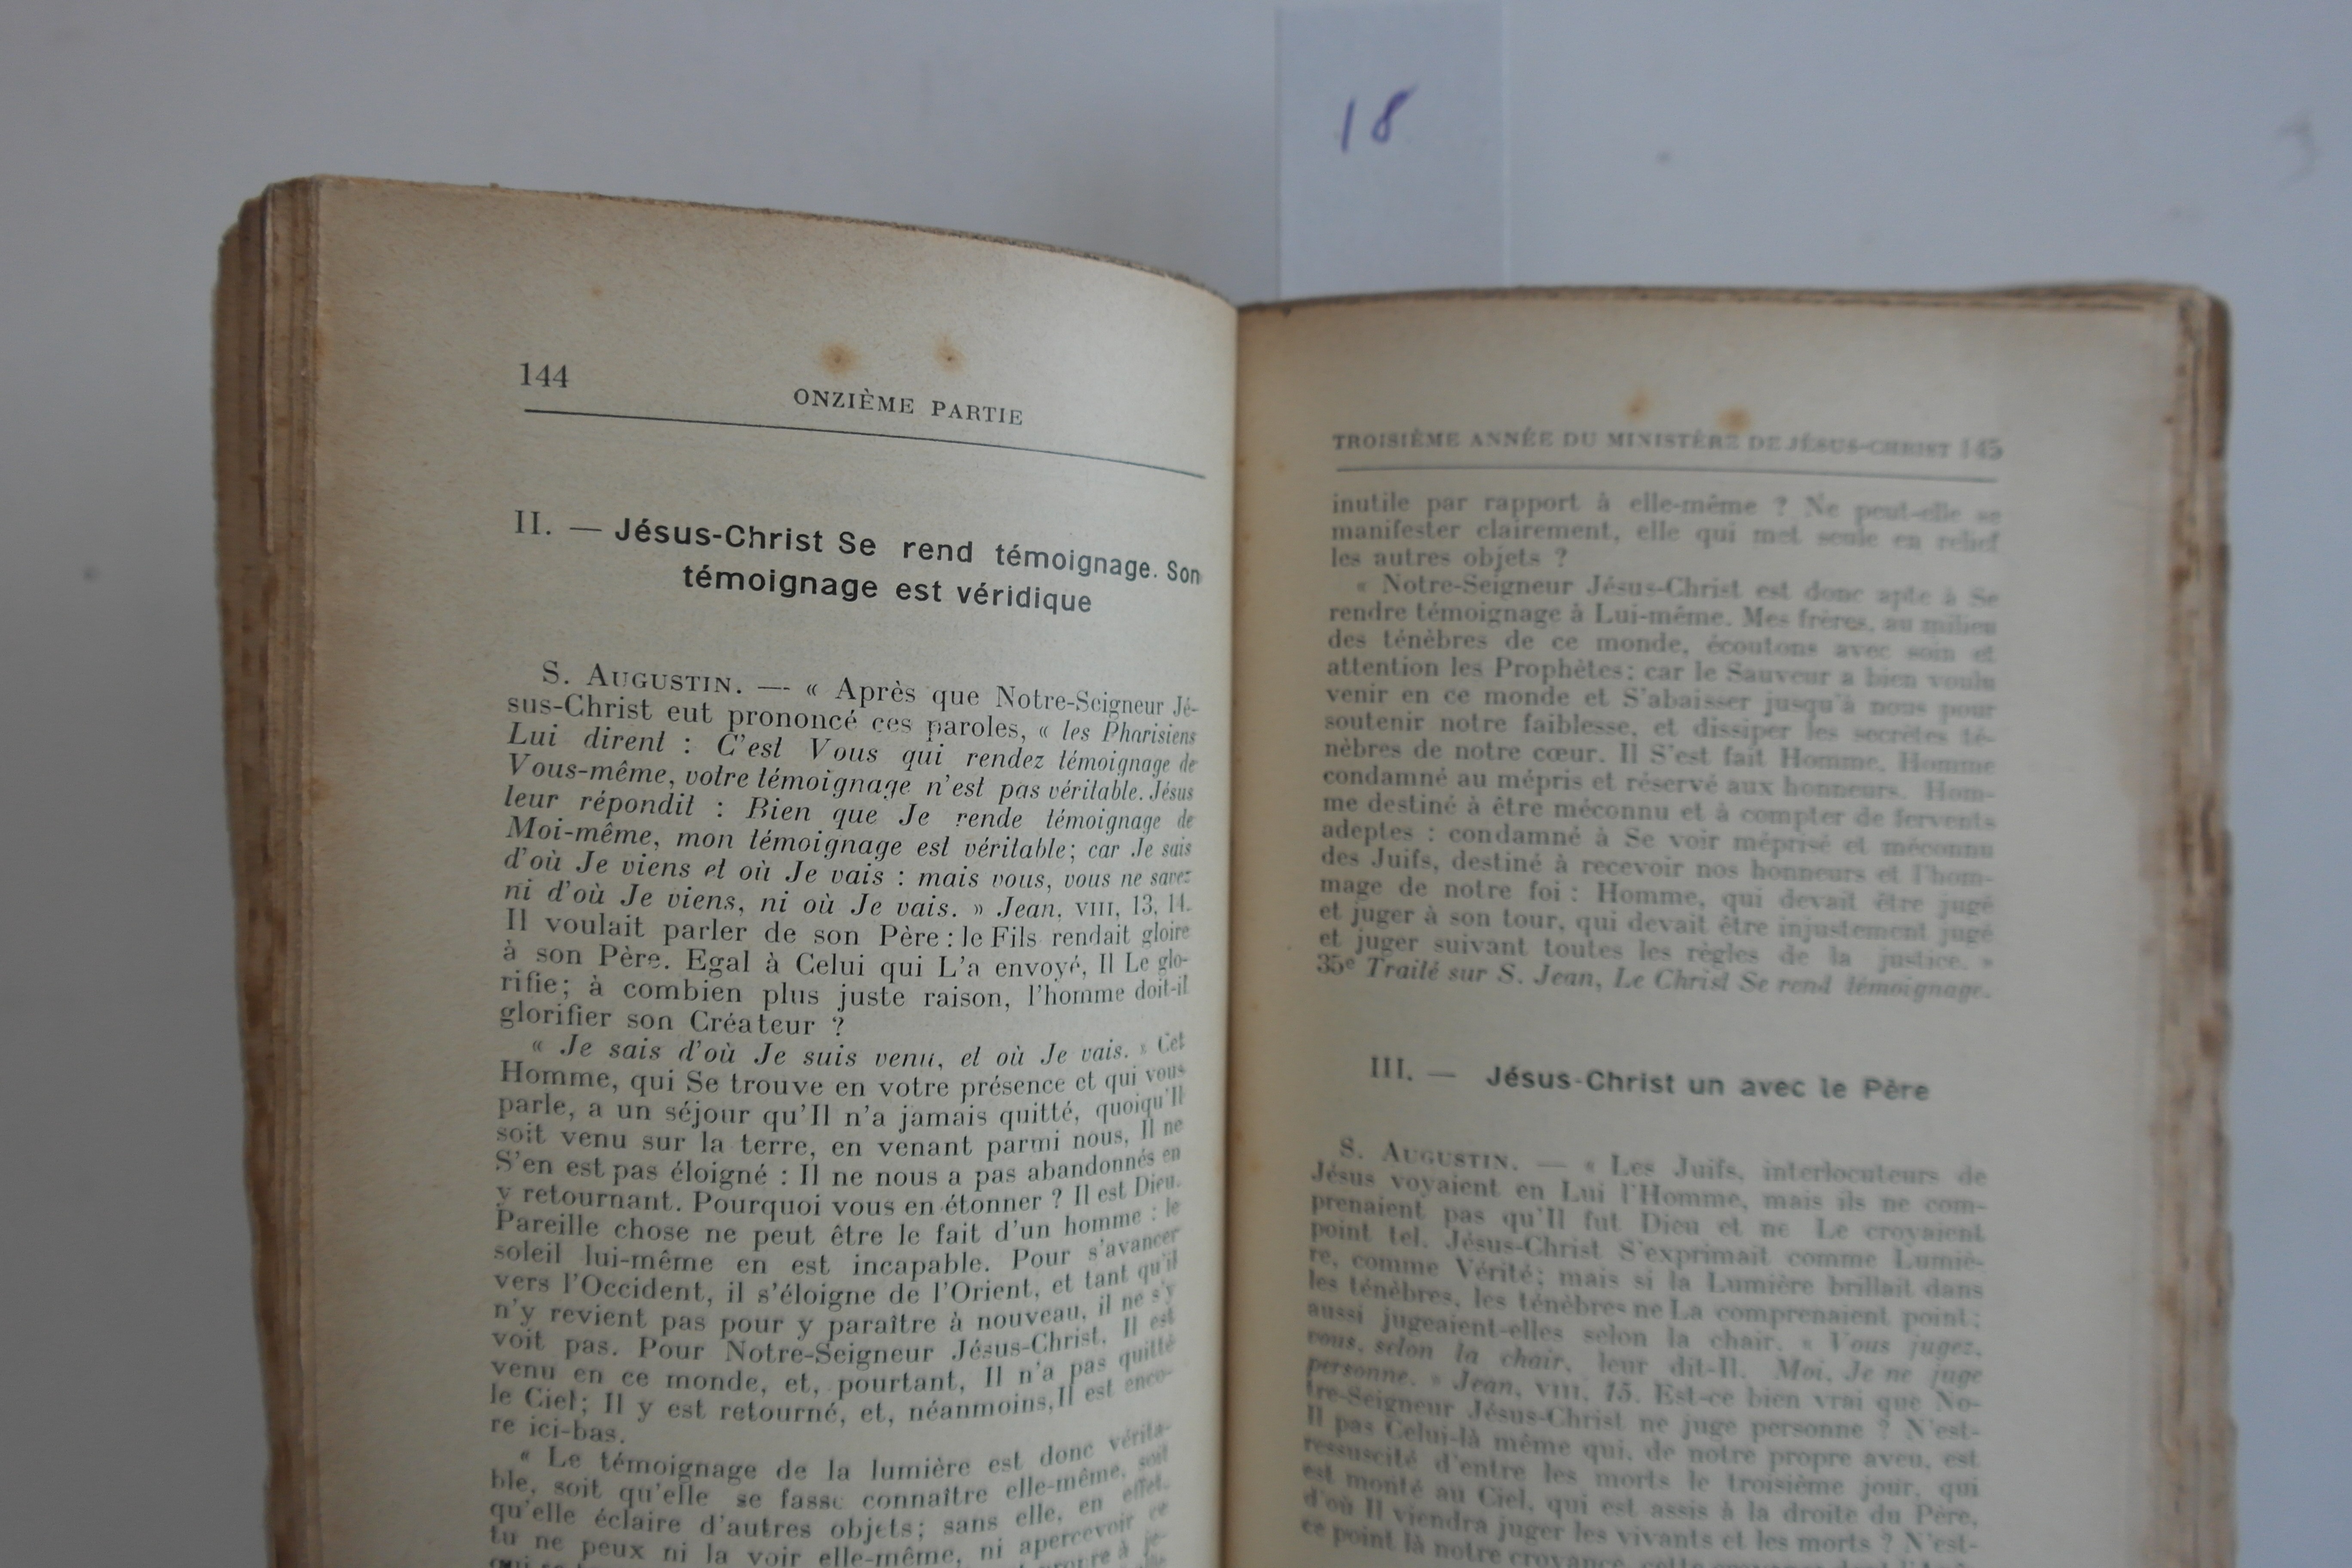 18
144
ONZIÈME PARTIE
II. — Jésus-Christ Se rend témoignage. Son
témoignage est véridique
S. AUGUSTIN. — « Après que Notre-Seigneur Jé-
sus-Christ eut prononcé ces paroles, « les Pharisiens
Lui dirent : C'est Vous qui rendez témoignage de
Vous-même, votre témoignage n'est pas véritable. Jésus
leur répondit : Bien que Je rende témoignage de
Moi-même, mon témoignage est véritable; car Je sais
d'où Je viens et où Je vais : mais vous, vous ne savez
ni d'où Je viens, ni où Je vais. » Jean, VIII, 13, 14.
Il voulait parler de son Père : le Fils rendait gloire
à son Père. Egal à Celui qui L'a envoyé, Il Le glo-
rifie; à combien plus juste raison, l'homme doit-il
glorifier son Créateur ?
« Je sais d'où Je suis venu, et où Je vais. » Cet
Homme, qui Se trouve en votre présence et qui vous
parle, a un séjour qu'Il n'a jamais quitté, quoiqu'Il
soit venu sur la terre, en venant parmi nous, Il ne
S'en est pas éloigné : Il ne nous a pas abandonnés en
y retournant. Pourquoi vous en étonner ? Il est Dieu.
Pareille chose ne peut être le fait d'un homme : le
soleil lui-même en est incapable. Pour s'avancer
vers l'Occident, il s'éloigne de l'Orient, et tant qu'il
n'y revient pas pour y paraître à nouveau, il ne s'y
voit pas. Pour Notre-Seigneur Jésus-Christ, Il est
venu en ce monde, et, pourtant, Il n'a pas quitté
le Ciel; Il y est retourné, et, néanmoins, Il est enco-
re ici-bas.
« Le témoignage de la lumière est donc vérita-
ble, soit qu'elle se fasse connaître elle-même, soit
qu'elle éclaire d'autres objets; sans elle, en effet,
tu ne peux ni la voir elle-même, ni apercevoir ce
TROISIÈME ANNÉE DU MINISTÈRE DE JÉSUS-CHRIST 145
inutile par rapport à elle-même ? Ne peut-elle se
manifester clairement, elle qui met seule en relief
les autres objets ?
« Notre-Seigneur Jésus-Christ est donc apte à Se
rendre témoignage à Lui-même. Mes frères, au milieu
des ténèbres de ce monde, écoutons avec soin et
attention les Prophètes: car le Sauveur a bien voulu
venir en ce monde et S'abaisser jusqu'à nous pour
soutenir notre faiblesse, et dissiper les secrètes té-
nèbres de notre cœur. Il S'est fait Homme, Homme
condamné au mépris et réservé aux honneurs. Hom-
me destiné à être méconnu et à compter de fervents
adeptes : condamné à Se voir méprisé et méconnu
des Juifs, destiné à recevoir nos honneurs et l'hom-
mage de notre foi : Homme, qui devait être jugé
et juger à son tour, qui devait être injustement jugé
et juger suivant toutes les règles de la justice. »
35e Traité sur S. Jean, Le Christ Se rend témoignage.
III. — Jésus-Christ un avec le Père
S. AUGUSTIN. — « Les Juifs, interlocuteurs de
Jésus voyaient en Lui l'Homme, mais ils ne com-
prenaient pas qu'Il fut Dieu et ne Le croyaient
point tel. Jésus-Christ S'exprimait comme Lumiè-
re, comme Vérité; mais si la Lumière brillait dans
les ténèbres, les ténèbres ne La comprenaient point;
aussi jugeaient-elles selon la chair. « Vous jugez,
vous, selon la chair, leur dit-Il. Moi, Je ne juge
personne. » Jean, VIII, 15. Est-ce bien vrai que No-
tre-Seigneur Jésus-Christ ne juge personne ? N'est-
Il pas Celui-là même qui, de notre propre aveu, est
ressuscité d'entre les morts le troisième jour, qui
est monté au Ciel, qui est assis à la droite du Père,
d'où Il viendra juger les vivants et les morts ? N'est-
ce point là notre croyance